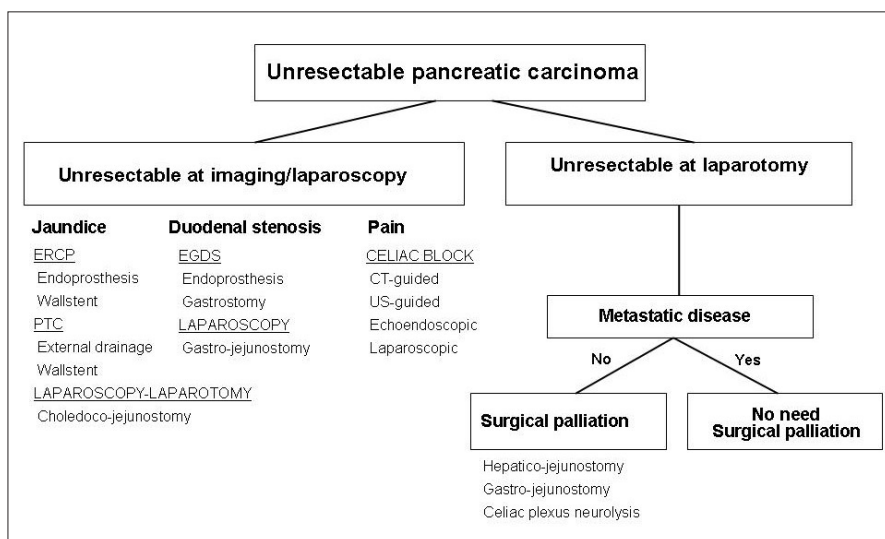 Unresectable pancreatic carcinoma
Unresectable at imaging/laparoscopy
Jaundice
ERCP
Endoprosthesis
Wallstent
PTC
External drainage
Wallstent
LAPAROSCOPY-LAPAROTOMY
Choledoco-jejunostomy
Duodenal stenosis
EGDS
Endoprosthesis
Gastrostomy
LAPAROSCOPY
Gastro-jejunostomy
Pain
CELIAC BLOCK
CT-guided
US-guided
Echoendoscopic
Laparoscopic
Unresectable at laparotomy
Metastatic disease
No
Yes
Surgical palliation
Hepatico-jejunostomy
Gastro-jejunostomy
Celiac plexus neurolysis
No need
Surgical palliation